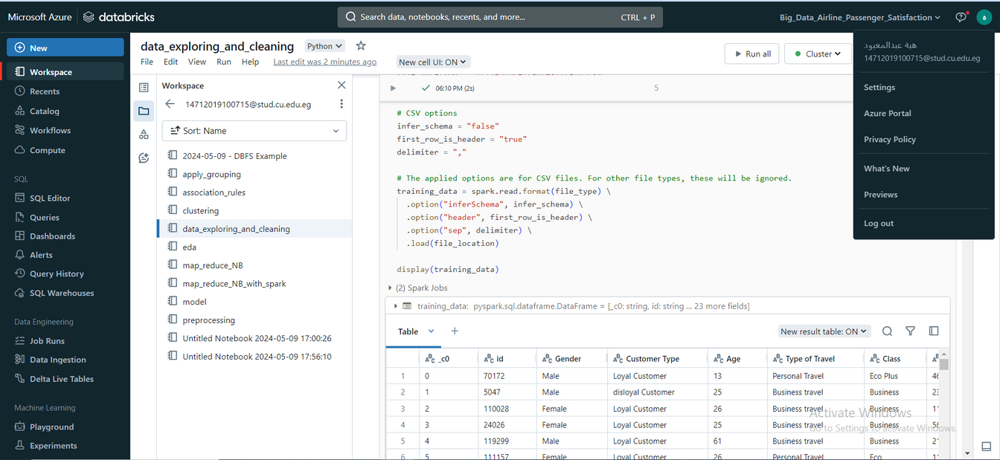 Microsoft Azure databricks
Search data, notebooks, recents, and more... CTRL + P
Big_Data_Airline_Passenger_Satisfaction
هبة عبدالمعبود
14712019100715@stud.cu.edu.eg
Settings
Azure Portal
Privacy Policy
What's New
Previews
Log out
New
Workspace
Recents
Catalog
Workflows
Compute
SQL
SQL Editor
Queries
Dashboards
Alerts
Query History
SQL Warehouses
Data Engineering
Job Runs
Data Ingestion
Delta Live Tables
Machine Learning
Playground
Experiments
data_exploring_and_cleaning Python
File Edit View Run Help Last edit was 2 minutes ago New cell UI: ON
Run all Cluster
Workspace
14712019100715@stud.cu.edu.eg
Sort: Name
2024-05-09 - DBFS Example
apply_grouping
association_rules
clustering
data_exploring_and_cleaning
eda
map_reduce_NB
map_reduce_NB_with_spark
model
preprocessing
Untitled Notebook 2024-05-09 17:00:26
Untitled Notebook 2024-05-09 17:56:10
06:10 PM (2s) 5
# CSV options
infer_schema = "false"
first_row_is_header = "true"
delimiter = ","
# The applied options are for CSV files. For other file types, these will be ignored.
training_data = spark.read.format(file_type) \
.option("inferSchema", infer_schema) \
.option("header", first_row_is_header) \
.option("sep", delimiter) \
.load(file_location)
display(training_data)
(2) Spark Jobs
training_data: pyspark.sql.dataframe.DataFrame = [_c0: string, id: string ... 23 more fields]
Table + New result table: ON
_c0 id Gender Customer Type Age Type of Travel Class
1 0 70172 Male Loyal Customer 13 Personal Travel Eco Plus 46
2 1 5047 Male disloyal Customer 25 Business travel Business 23
3 2 110028 Female Loyal Customer 26 Business travel Business 11
4 3 24026 Female Loyal Customer 25 Business travel Business 56
5 4 119299 Male Loyal Customer 61 Business travel Business 21
6 5 111157 Female Loyal Customer 26 Personal Travel Eco 11
Activate Windows
Go to Settings to activate Windows.